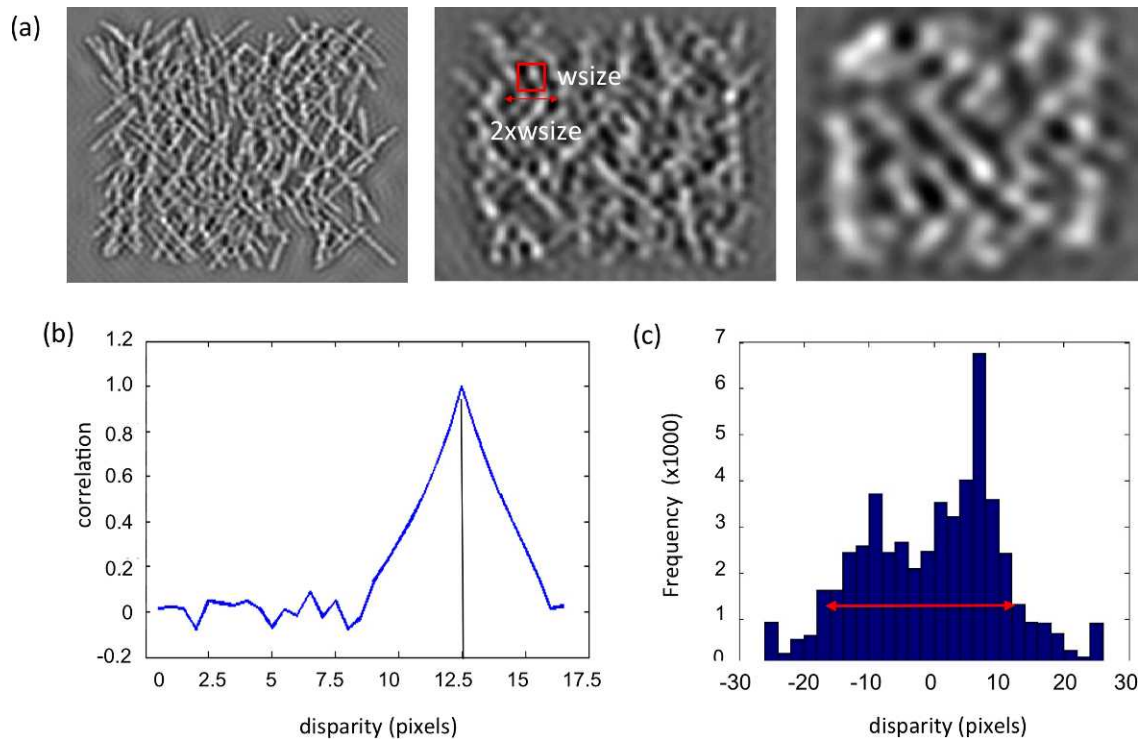 (a)
wsize
2xwsize
(b)
1.2
1.0
0.8
0.6
0.4
0.2
0
-0.2
correlation
0 2.5 5 7.5 10 12.5 15 17.5
disparity (pixels)
(c)
7
6
5
4
3
2
1
0
Frequency (x1000)
-30 -20 -10 0 10 20 30
disparity (pixels)